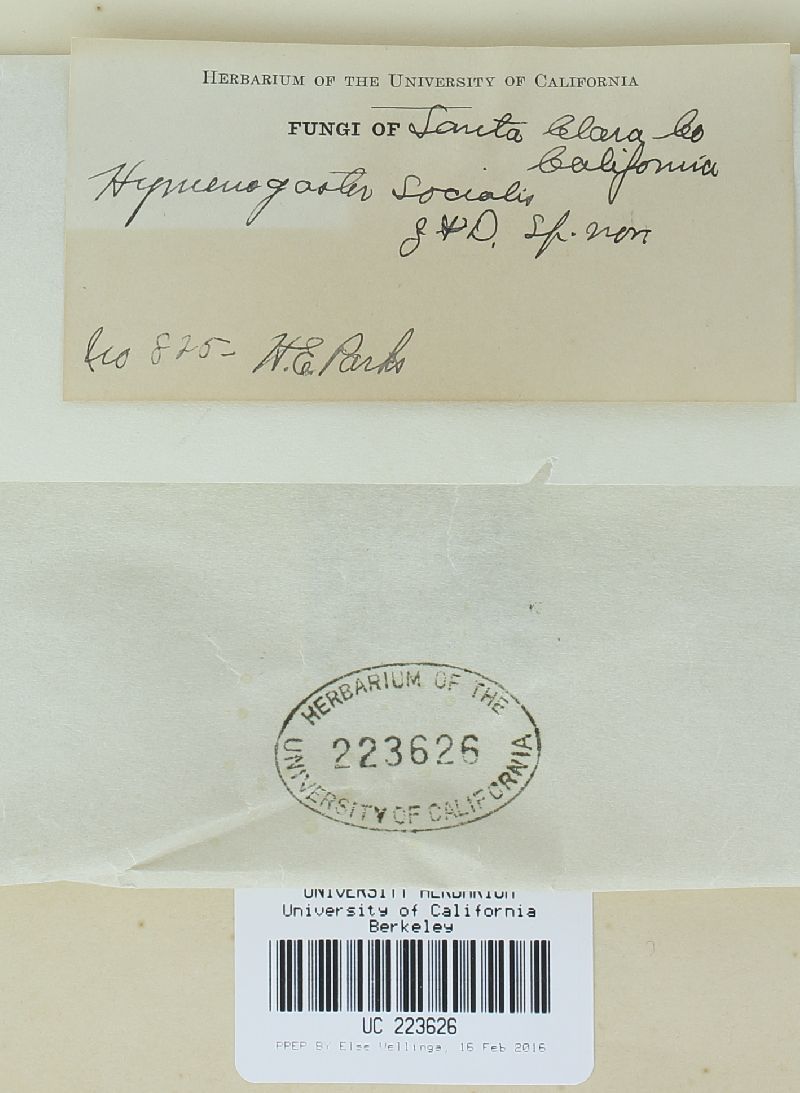 HERBARIUM OF THE UNIVERSITY OF CALIFORNIA
FUNGI OF Santa Clara Co
California
Hymenogaster socialis
g & D. sp. nov
No 825- H.E. Parks
HERBARIUM OF THE
223626
UNIVERSITY OF CALIFORNIA
UNIVERSITY HERBARIUM
University of California
Berkeley
UC 223626
PREP BY Else Vellinga, 16 Feb 2016